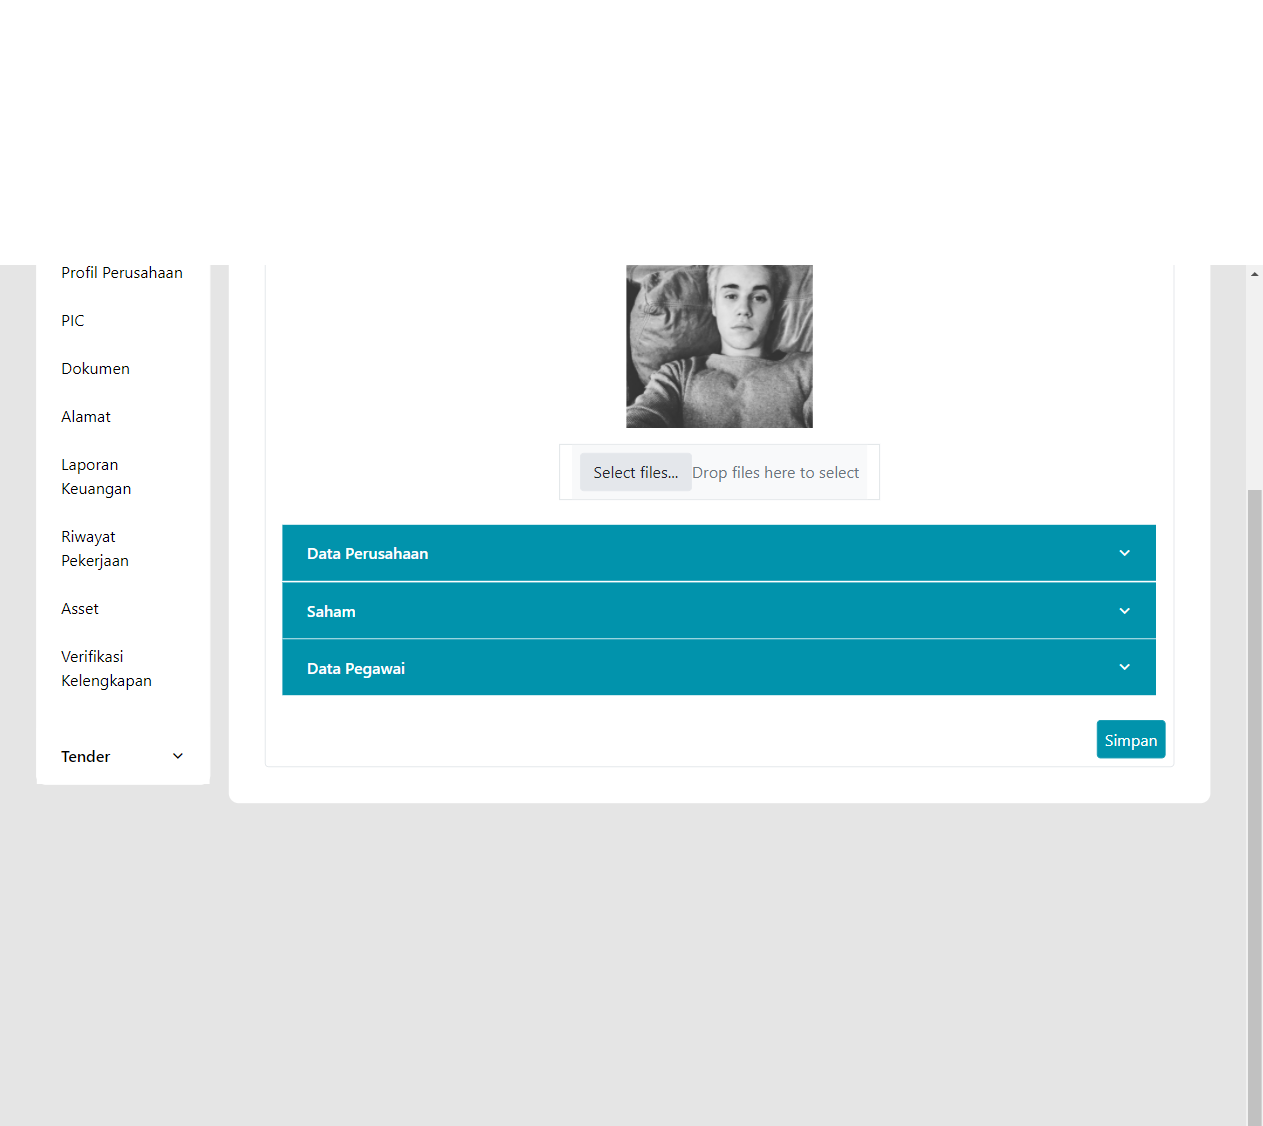 Profil Perusahaan
PIC
Dokumen
Alamat
Laporan
Keuangan
Riwayat
Pekerjaan
Asset
Verifikasi
Kelengkapan
Tender
Select files... Drop files here to select
Data Perusahaan
Saham
Data Pegawai
Simpan